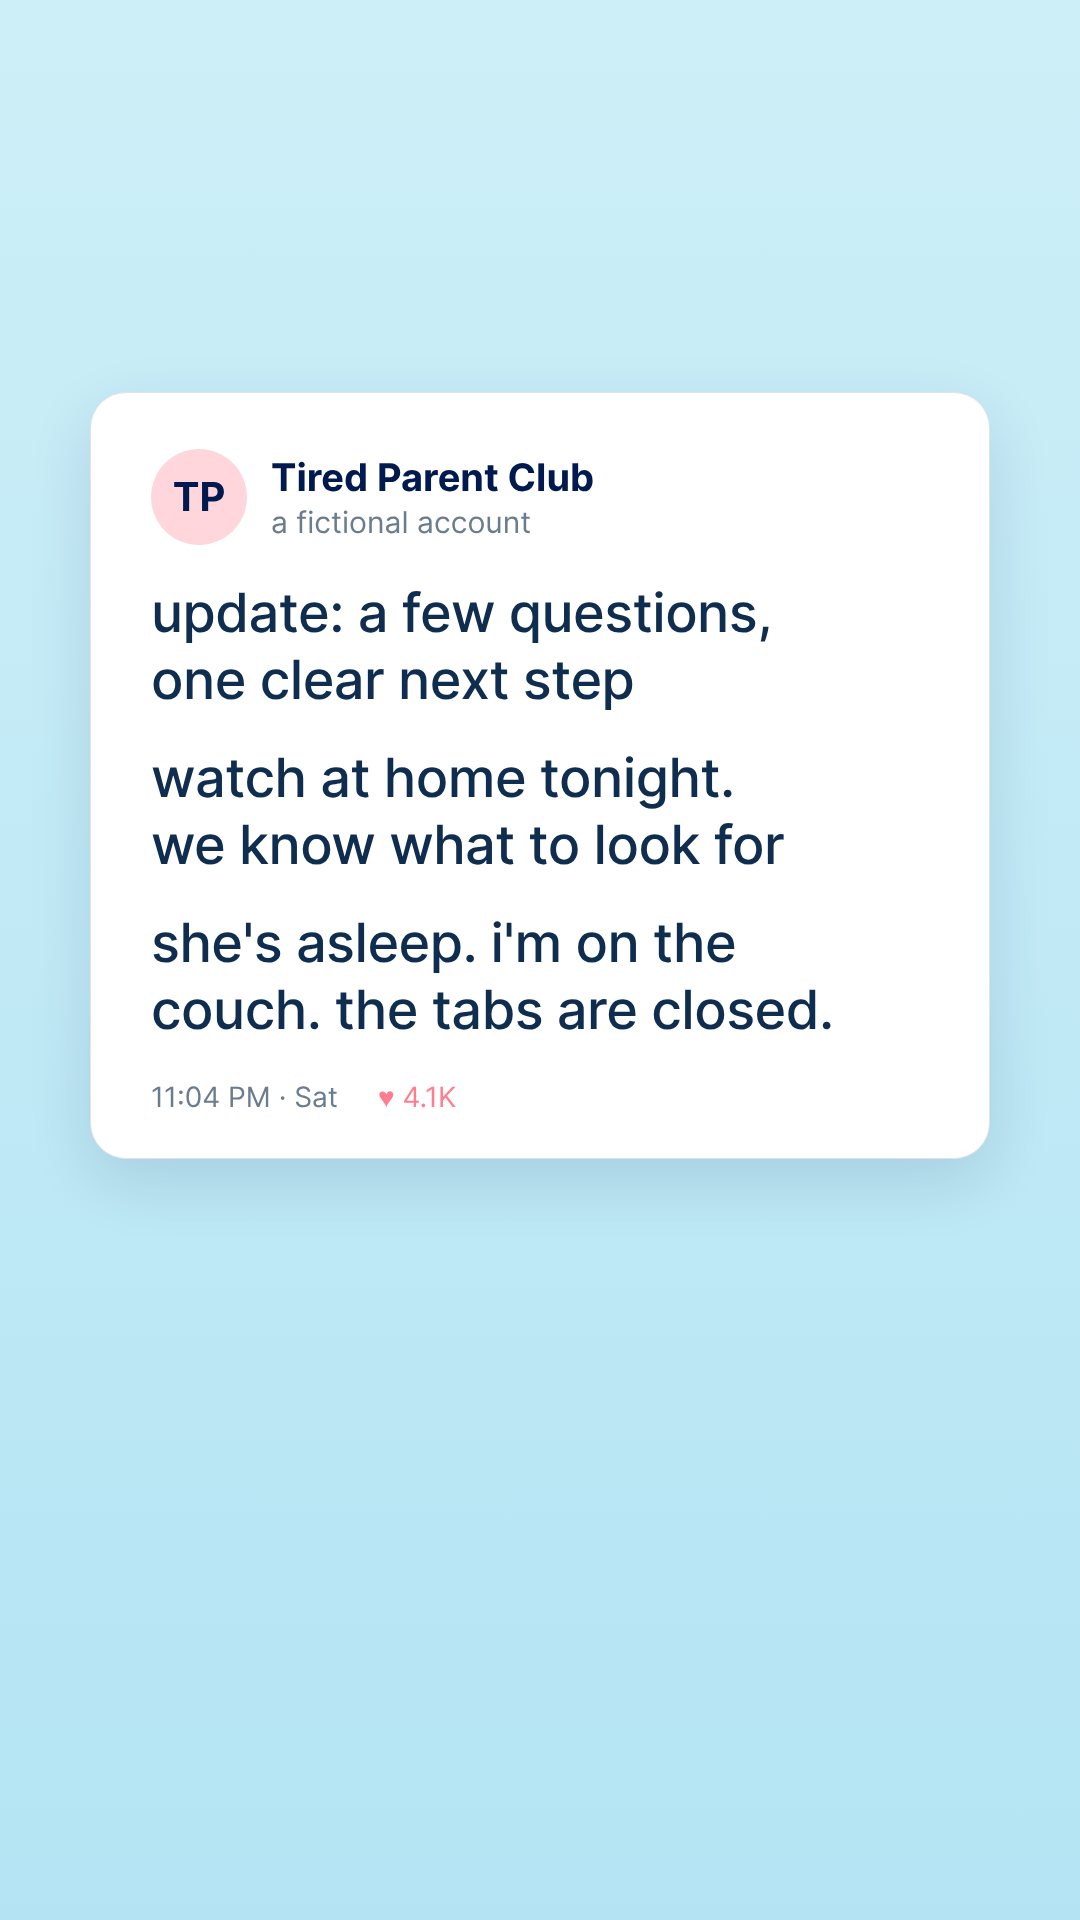 TP
Tired Parent Club
a fictional account
update: a few questions,
one clear next step
watch at home tonight.
we know what to look for
she's asleep. i'm on the
couch. the tabs are closed.
11:04 PM · Sat ♥ 4.1K